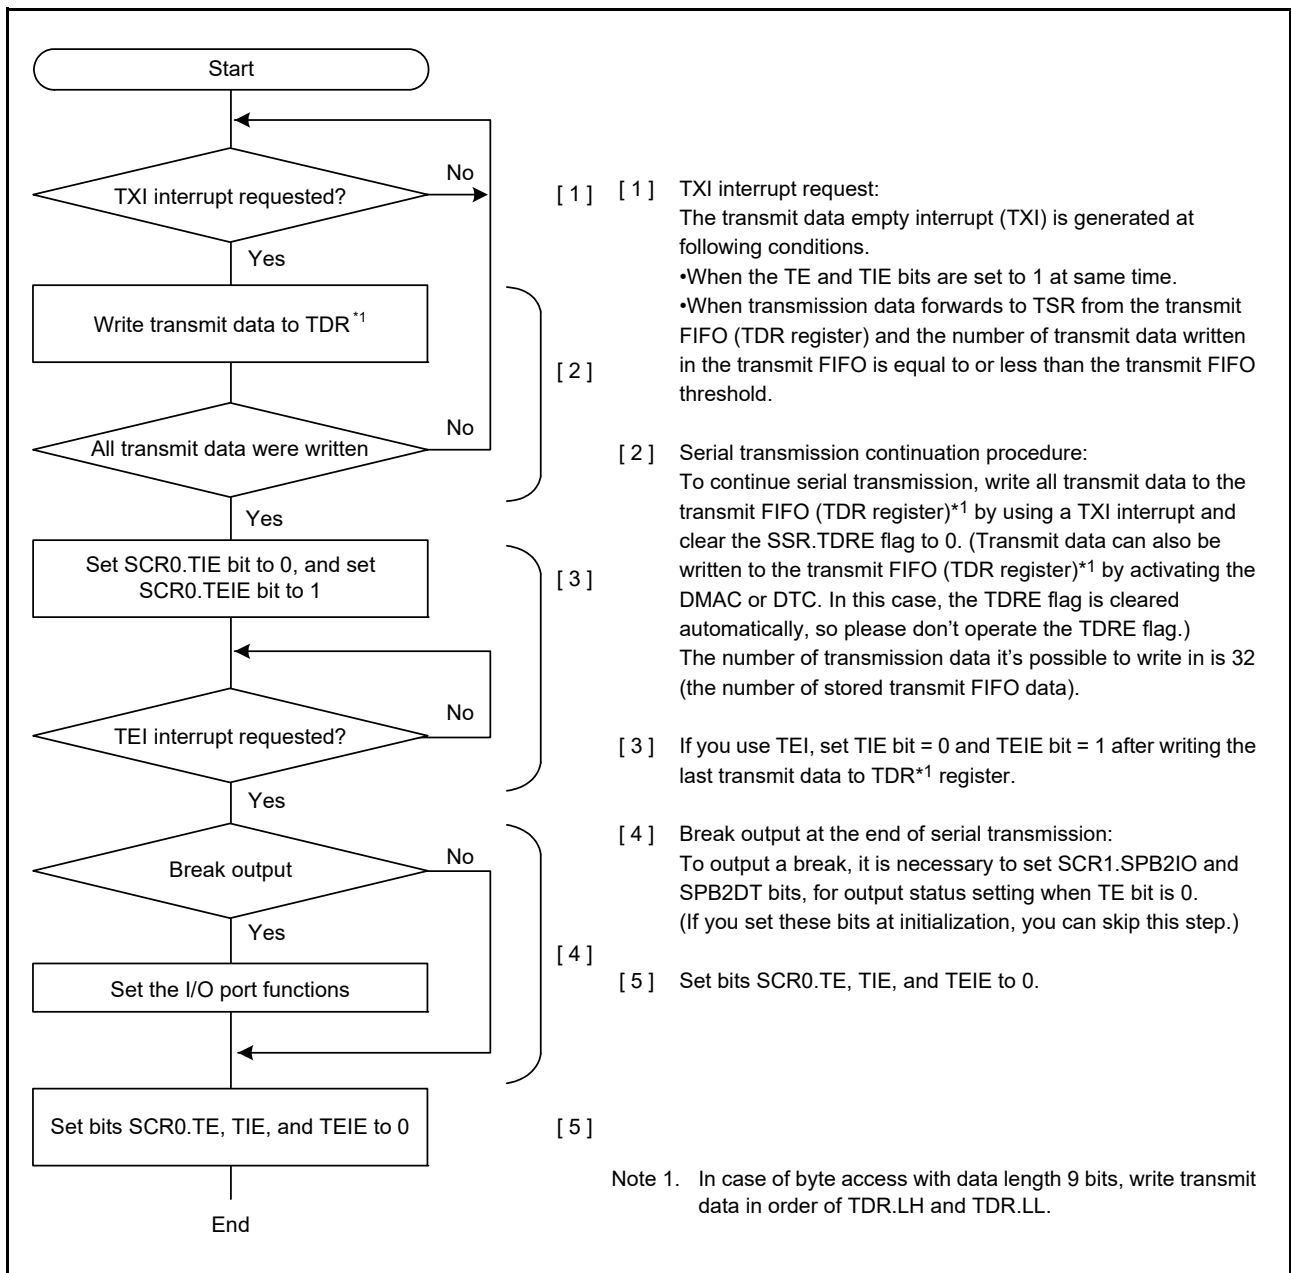 Start
TXI interrupt requested?
No
[ 1 ]
Yes
Write transmit data to TDR*1
[ 2 ]
All transmit data were written
No
Yes
Set SCR0.TIE bit to 0, and set
SCR0.TEIE bit to 1
[ 3 ]
TEI interrupt requested?
No
Yes
Break output
No
Yes
[ 4 ]
Set the I/O port functions
Set bits SCR0.TE, TIE, and TEIE to 0
[ 5 ]
End
[ 1 ] TXI interrupt request:
The transmit data empty interrupt (TXI) is generated at
following conditions.
•When the TE and TIE bits are set to 1 at same time.
•When transmission data forwards to TSR from the transmit
FIFO (TDR register) and the number of transmit data written
in the transmit FIFO is equal to or less than the transmit FIFO
threshold.
[ 2 ] Serial transmission continuation procedure:
To continue serial transmission, write all transmit data to the
transmit FIFO (TDR register)*1 by using a TXI interrupt and
clear the SSR.TDRE flag to 0. (Transmit data can also be
written to the transmit FIFO (TDR register)*1 by activating the
DMAC or DTC. In this case, the TDRE flag is cleared
automatically, so please don't operate the TDRE flag.)
The number of transmission data it's possible to write in is 32
(the number of stored transmit FIFO data).
[ 3 ] If you use TEI, set TIE bit = 0 and TEIE bit = 1 after writing the
last transmit data to TDR*1 register.
[ 4 ] Break output at the end of serial transmission:
To output a break, it is necessary to set SCR1.SPB2IO and
SPB2DT bits, for output status setting when TE bit is 0.
(If you set these bits at initialization, you can skip this step.)
[ 5 ] Set bits SCR0.TE, TIE, and TEIE to 0.
Note 1. In case of byte access with data length 9 bits, write transmit
data in order of TDR.LH and TDR.LL.